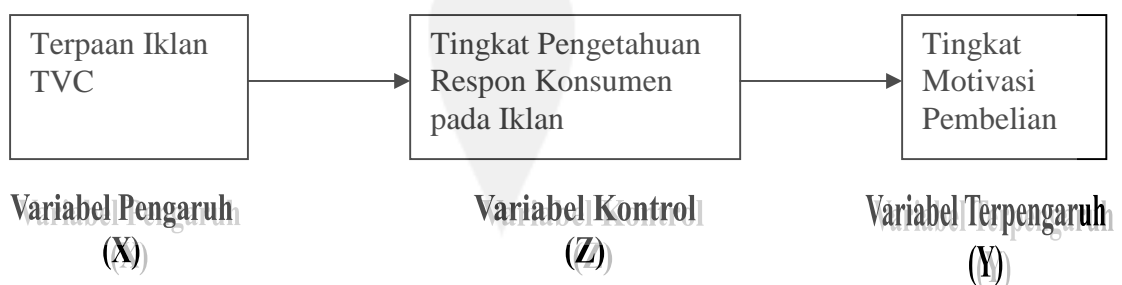 Terpaan Iklan
TVC
Tingkat Pengetahuan
Respon Konsumen
pada Iklan
Tingkat
Motivasi
Pembelian
Variabel Pengaruh
(X)
Variabel Kontrol
(Z)
Variabel Terpengaruh
(Y)